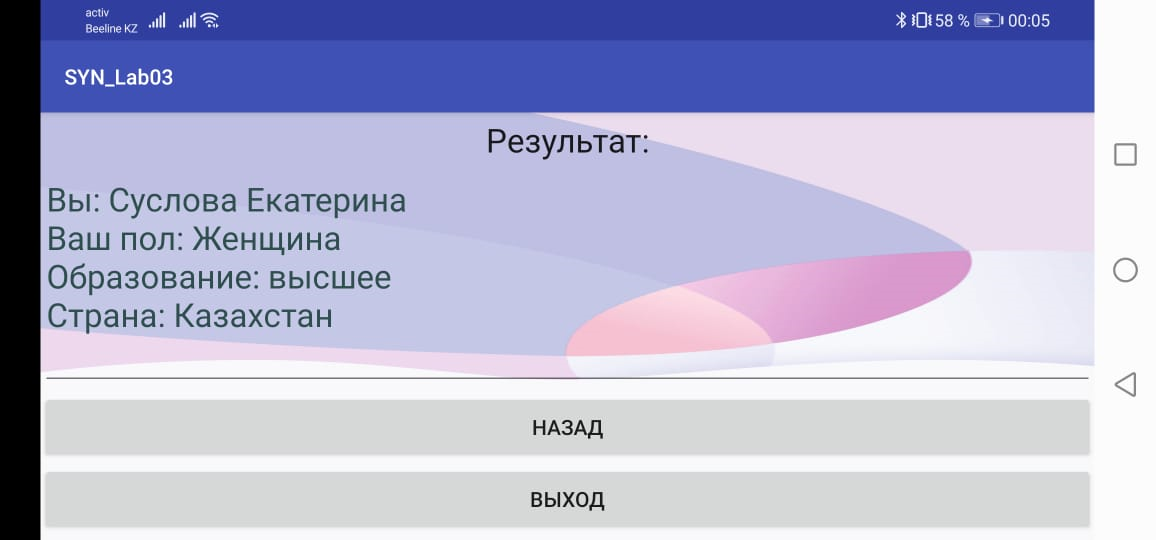 activ
Beeline KZ
58 %
00:05
SYN_Lab03
Результат:
Вы: Суслова Екатерина
Ваш пол: Женщина
Образование: высшее
Страна: Казахстан
НАЗАД
ВЫХОД